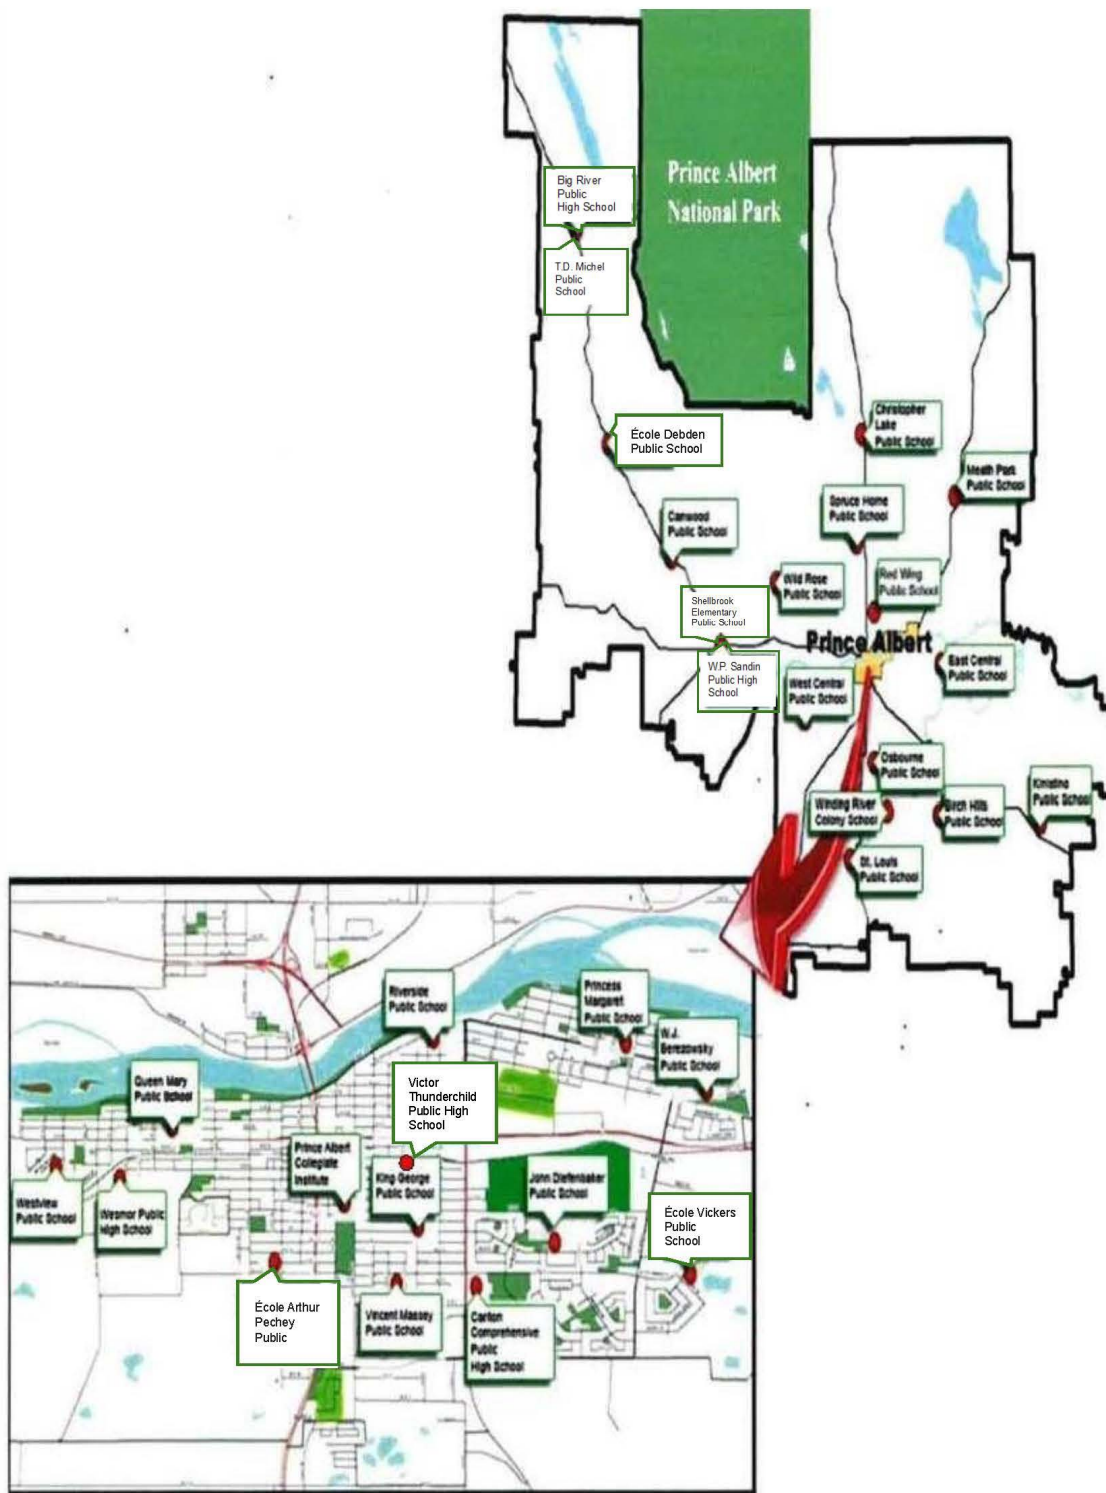 Prince Albert
National Park
Big River
Public
High School
T.D. Michel
Public
School
Christopher
Lake
Public School
École Debden
Public School
Meath Park
Public School
Spruce Home
Public School
Canwood
Public School
Wild Rose
Public School
Red Wing
Public School
Shellbrook
Elementary
Public School
Prince Albert
W.P. Sandin
Public High
School
East Central
Public School
West Central
Public School
Osbourne
Public School
Kinistino
Public School
Winding River
Colony School
Birch Hills
Public School
St. Louis
Public School
Riverside
Public School
Princess
Margaret
Public School
W.J.
Berezowsky
Public School
Queen Mary
Public School
Victor
Thunderchild
Public High
School
Prince Albert
Collegiate
Institute
King George
Public School
John Diefenbaker
Public School
Westview
Public School
Wesmor Public
High School
École Vickers
Public
School
École Arthur
Pechey
Public
Vincent Massey
Public School
Carlton
Comprehensive
Public
High School